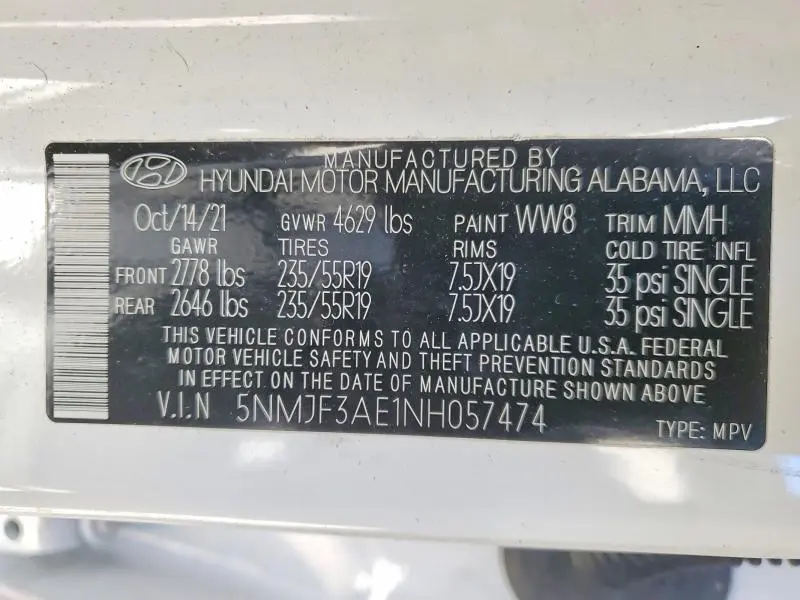 MANUFACTURED BY
HYUNDAI MOTOR MANUFACTURING ALABAMA, LLC
Oct/14/21 GVWR 4629 lbs PAINT WW8 TRIM MMH
GAWR TIRES RIMS COLD TIRE INFL
FRONT 2778 lbs 235/55R19 7.5JX19 35 psi SINGLE
REAR 2646 lbs 235/55R19 7.5JX19 35 psi SINGLE
THIS VEHICLE CONFORMS TO ALL APPLICABLE U.S.A. FEDERAL
MOTOR VEHICLE SAFETY AND THEFT PREVENTION STANDARDS
IN EFFECT ON THE DATE OF MANUFACTURE SHOWN ABOVE
V.I.N 5NMJF3AE1NH057474
TYPE: MPV